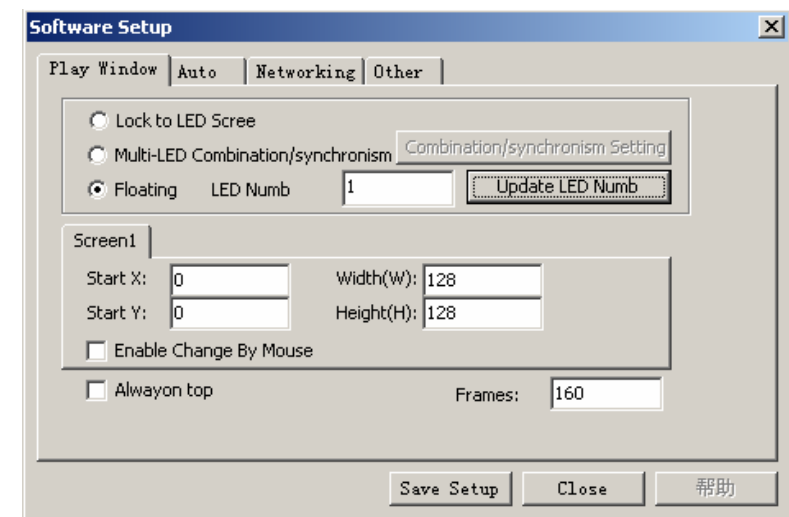 Software Setup
Play Window Auto Networking Other
Lock to LED Scree
Multi-LED Combination/synchronism Combination/synchronism Setting
Floating LED Numb 1 Update LED Numb
Screen1
Start X: 0 Width(W): 128
Start Y: 0 Height(H): 128
Enable Change By Mouse
Alwayon top Frames: 160
Save Setup Close 帮助